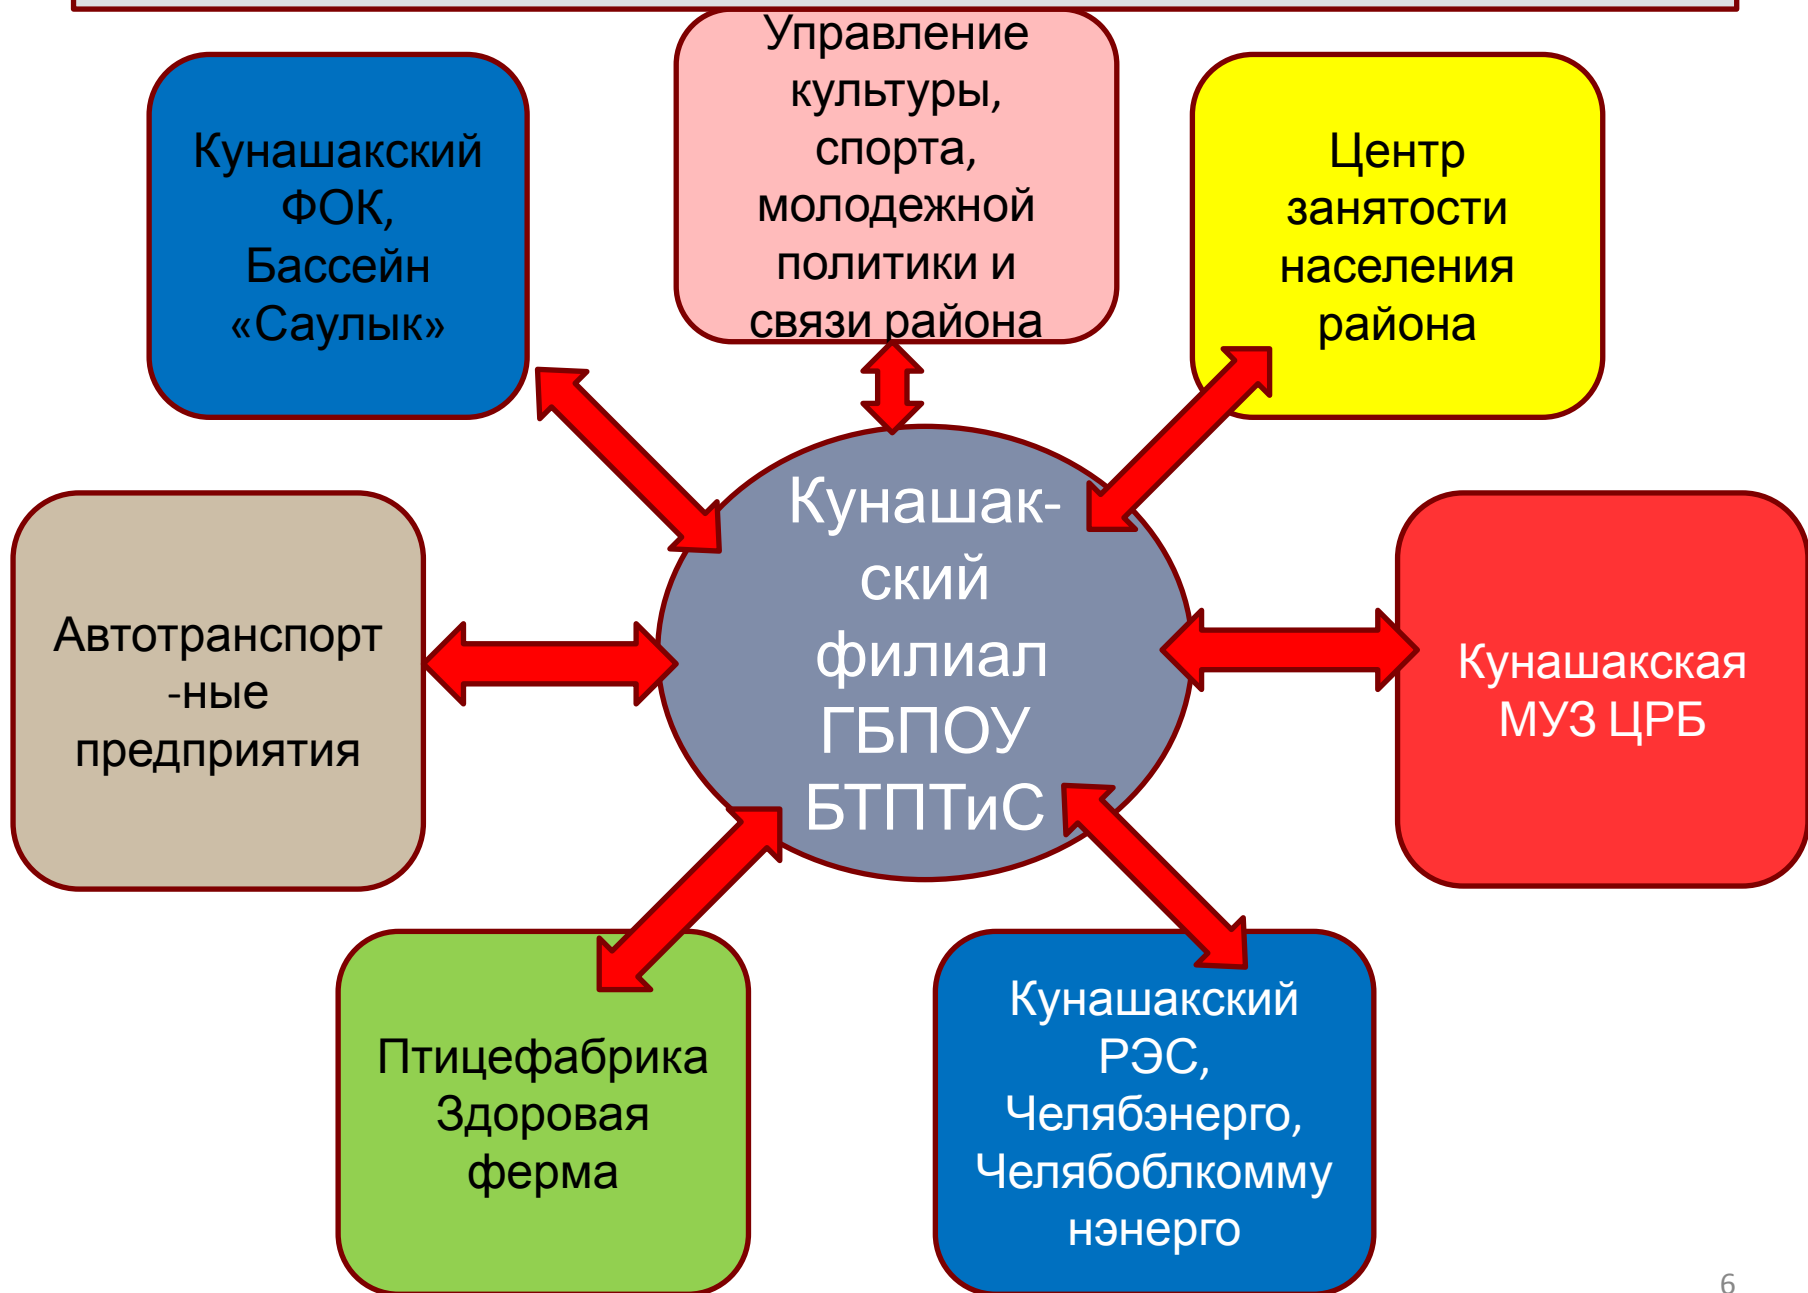 Управление
культуры,
спорта,
молодежной
политики и
связи района
Кунашакский
ФОК,
Бассейн
«Саулык»
Центр
занятости
населения
района
Кунашак-
ский
филиал
ГБПОУ
БТПТиС
Автотранспорт
-ные
предприятия
Кунашакская
МУЗ ЦРБ
Птицефабрика
Здоровая
ферма
Кунашакский
РЭС,
Челябэнерго,
Челябоблкомму
нэнерго
6